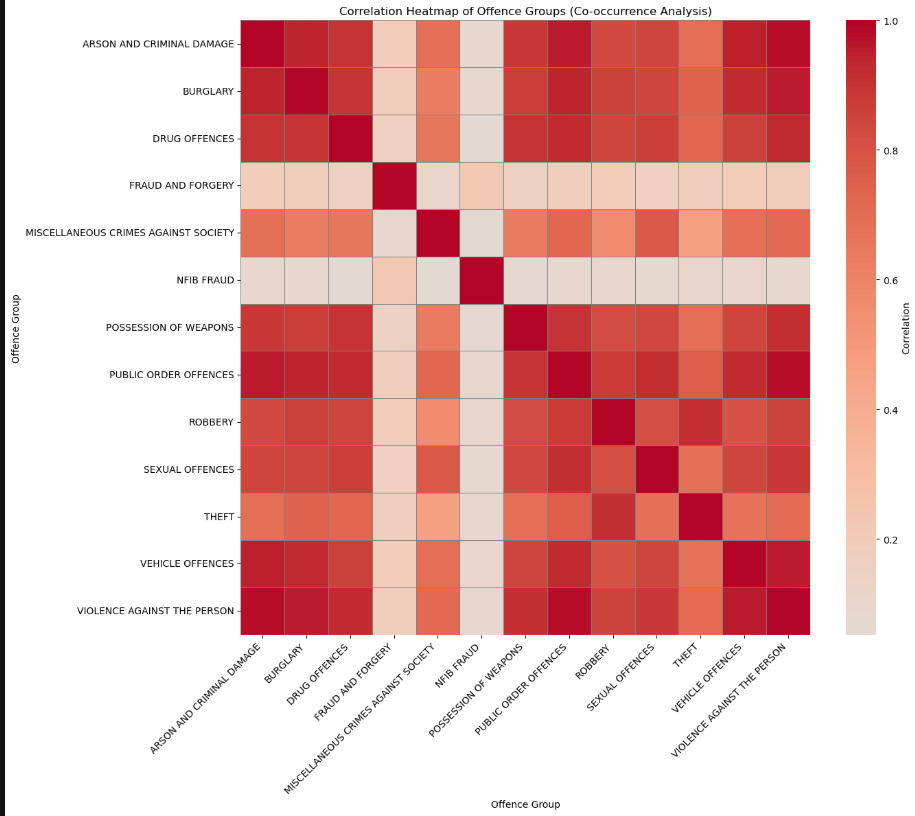 Correlation Heatmap of Offence Groups (Co-occurrence Analysis)
ARSON AND CRIMINAL DAMAGE
BURGLARY
DRUG OFFENCES
FRAUD AND FORGERY
MISCELLANEOUS CRIMES AGAINST SOCIETY
NFIB FRAUD
POSSESSION OF WEAPONS
PUBLIC ORDER OFFENCES
ROBBERY
SEXUAL OFFENCES
THEFT
VEHICLE OFFENCES
VIOLENCE AGAINST THE PERSON
Offence Group
ARSON AND CRIMINAL DAMAGE
BURGLARY
DRUG OFFENCES
FRAUD AND FORGERY
MISCELLANEOUS CRIMES AGAINST SOCIETY
NFIB FRAUD
POSSESSION OF WEAPONS
PUBLIC ORDER OFFENCES
ROBBERY
SEXUAL OFFENCES
THEFT
VEHICLE OFFENCES
VIOLENCE AGAINST THE PERSON
Offence Group
1.0
0.8
0.6
0.4
0.2
Correlation